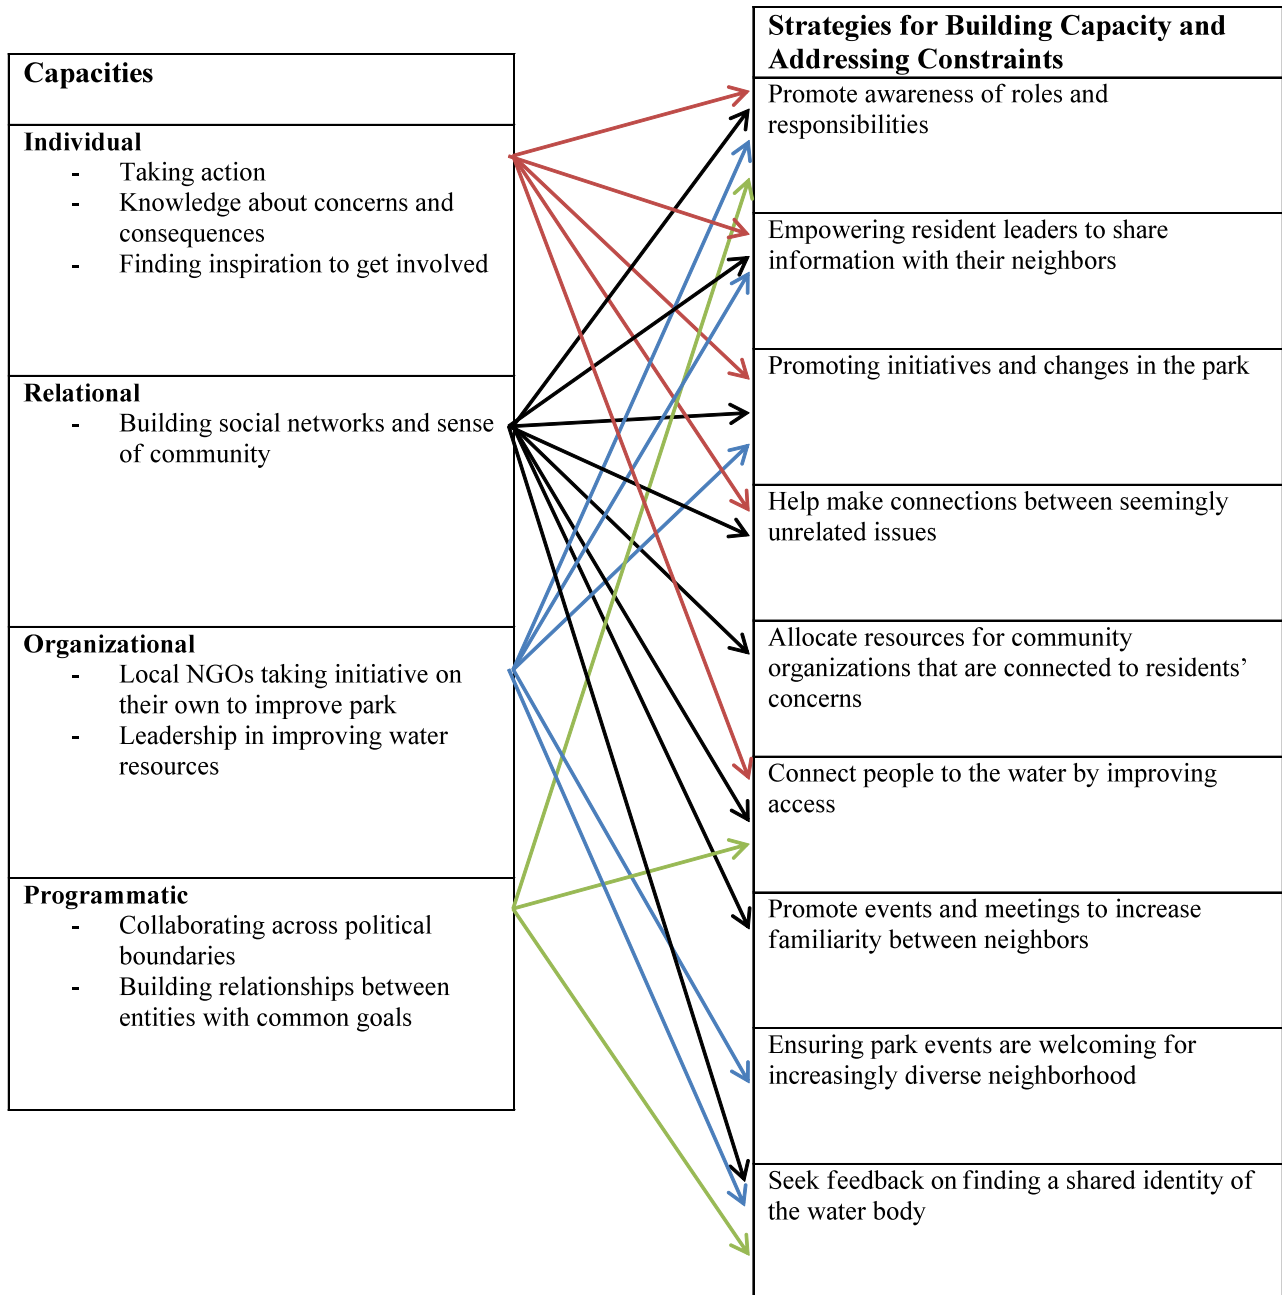 Capacities
Individual
- Taking action
- Knowledge about concerns and
consequences
- Finding inspiration to get involved
Relational
- Building social networks and sense
of community
Organizational
- Local NGOs taking initiative on
their own to improve park
- Leadership in improving water
resources
Programmatic
- Collaborating across political
boundaries
- Building relationships between
entities with common goals
Strategies for Building Capacity and
Addressing Constraints
Promote awareness of roles and
responsibilities
Empowering resident leaders to share
information with their neighbors
Promoting initiatives and changes in the park
Help make connections between seemingly
unrelated issues
Allocate resources for community
organizations that are connected to residents’
concerns
Connect people to the water by improving
access
Promote events and meetings to increase
familiarity between neighbors
Ensuring park events are welcoming for
increasingly diverse neighborhood
Seek feedback on finding a shared identity of
the water body